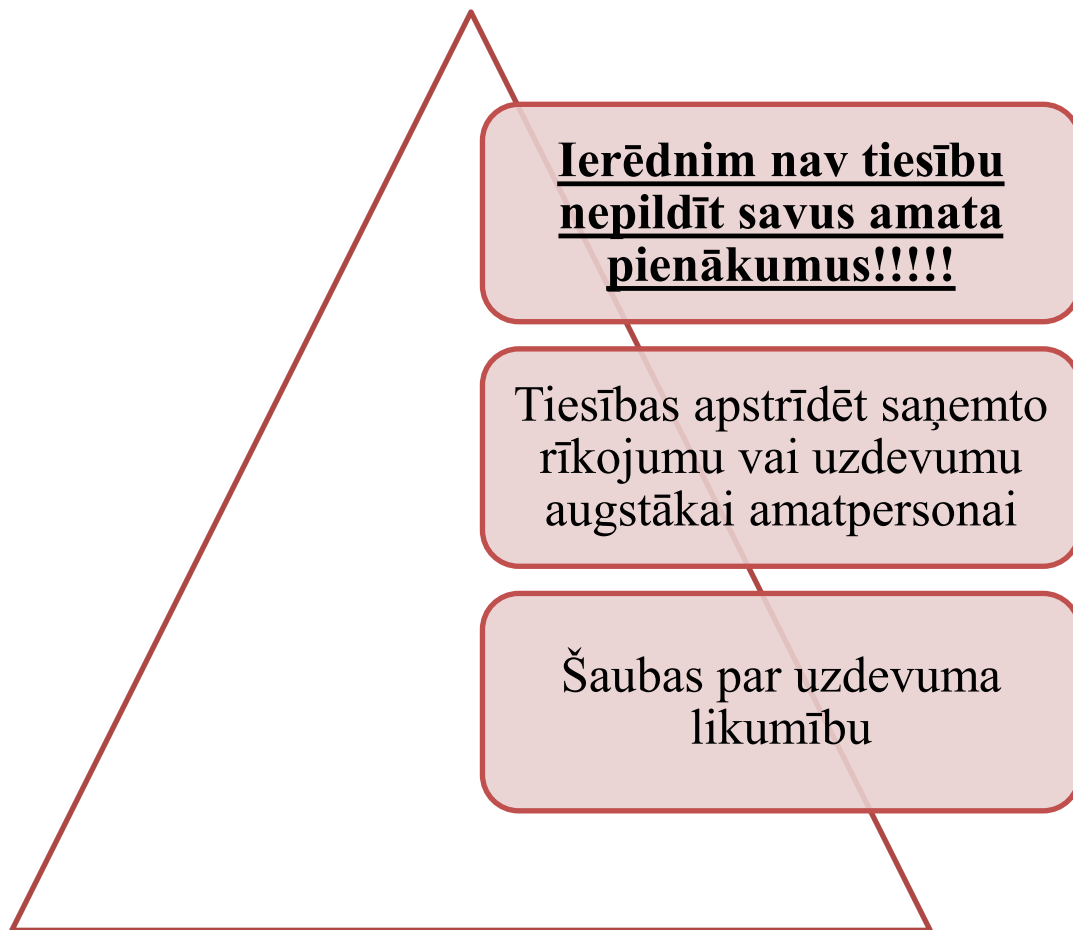 Ierēdnim nav tiesību
nepildīt savus amata
pienākumus!!!!!
Tiesības apstrīdēt saņemto
rīkojumu vai uzdevumu
augstākai amatpersonai
Šaubas par uzdevuma
likumību